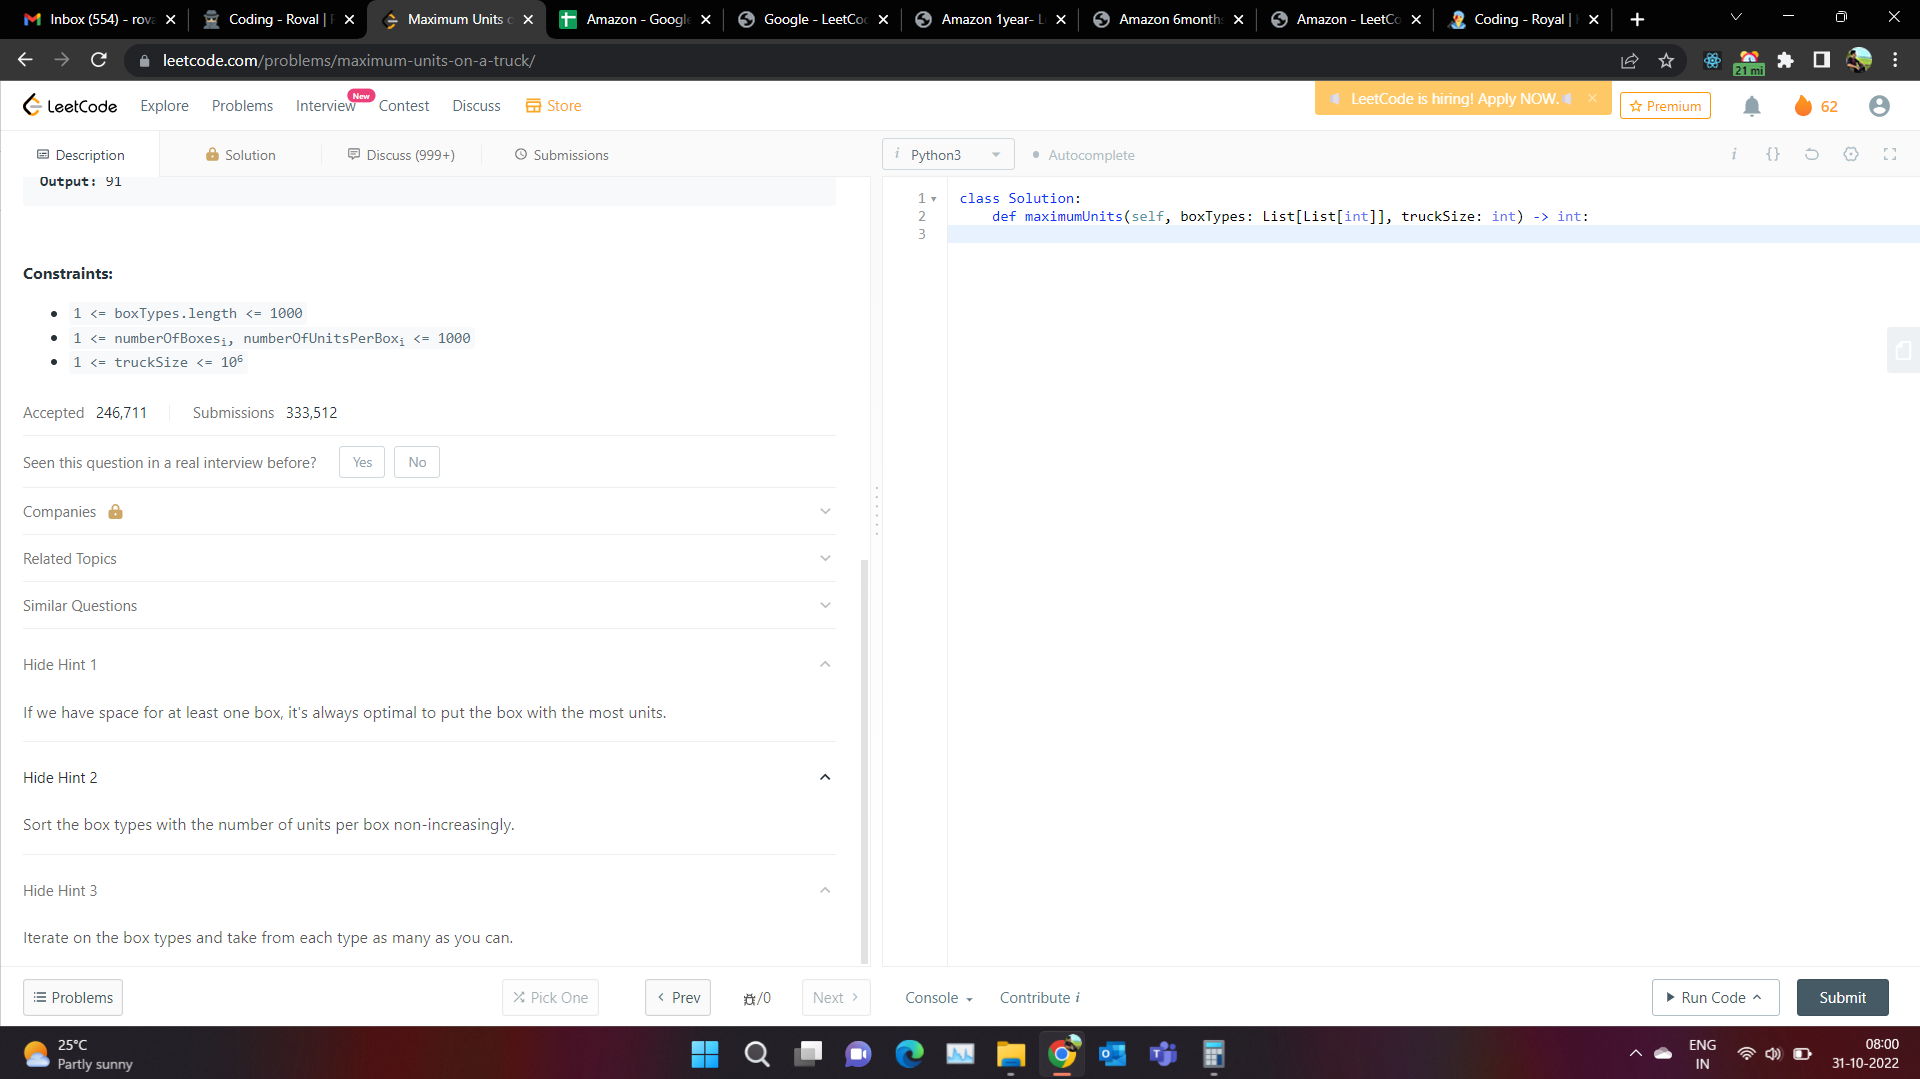 Inbox (554) - rova
Coding - Roval | F
Maximum Units o
Amazon - Google
Google - LeetCod
Amazon 1year- L
Amazon 6months
Amazon - LeetCo
Coding - Royal |
leetcode.com/problems/maximum-units-on-a-truck/
21 mi
LeetCode Explore Problems Interview New Contest Discuss Store
LeetCode is hiring! Apply NOW. Premium 62
Description Solution Discuss (999+) Submissions
i Python3 Autocomplete i {}
Output: 91
1 class Solution:
2 def maximumUnits(self, boxTypes: List[List[int]], truckSize: int) -> int:
3
Constraints:
1 <= boxTypes.length <= 1000
1 <= numberOfBoxesi, numberOfUnitsPerBoxi <= 1000
1 <= truckSize <= 10⁶
Accepted 246,711 Submissions 333,512
Seen this question in a real interview before? Yes No
Companies
Related Topics
Similar Questions
Hide Hint 1
If we have space for at least one box, it's always optimal to put the box with the most units.
Hide Hint 2
Sort the box types with the number of units per box non-increasingly.
Hide Hint 3
Iterate on the box types and take from each type as many as you can.
Problems Pick One Prev /0 Next Console Contribute i Run Code Submit
25°C
Partly sunny
ENG
IN
08:00
31-10-2022